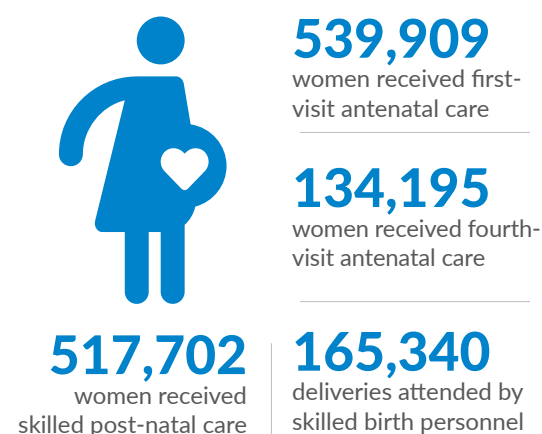 539,909
women received first-
visit antenatal care
134,195
women received fourth-
visit antenatal care
517,702
women received
skilled post-natal care
165,340
deliveries attended by
skilled birth personnel